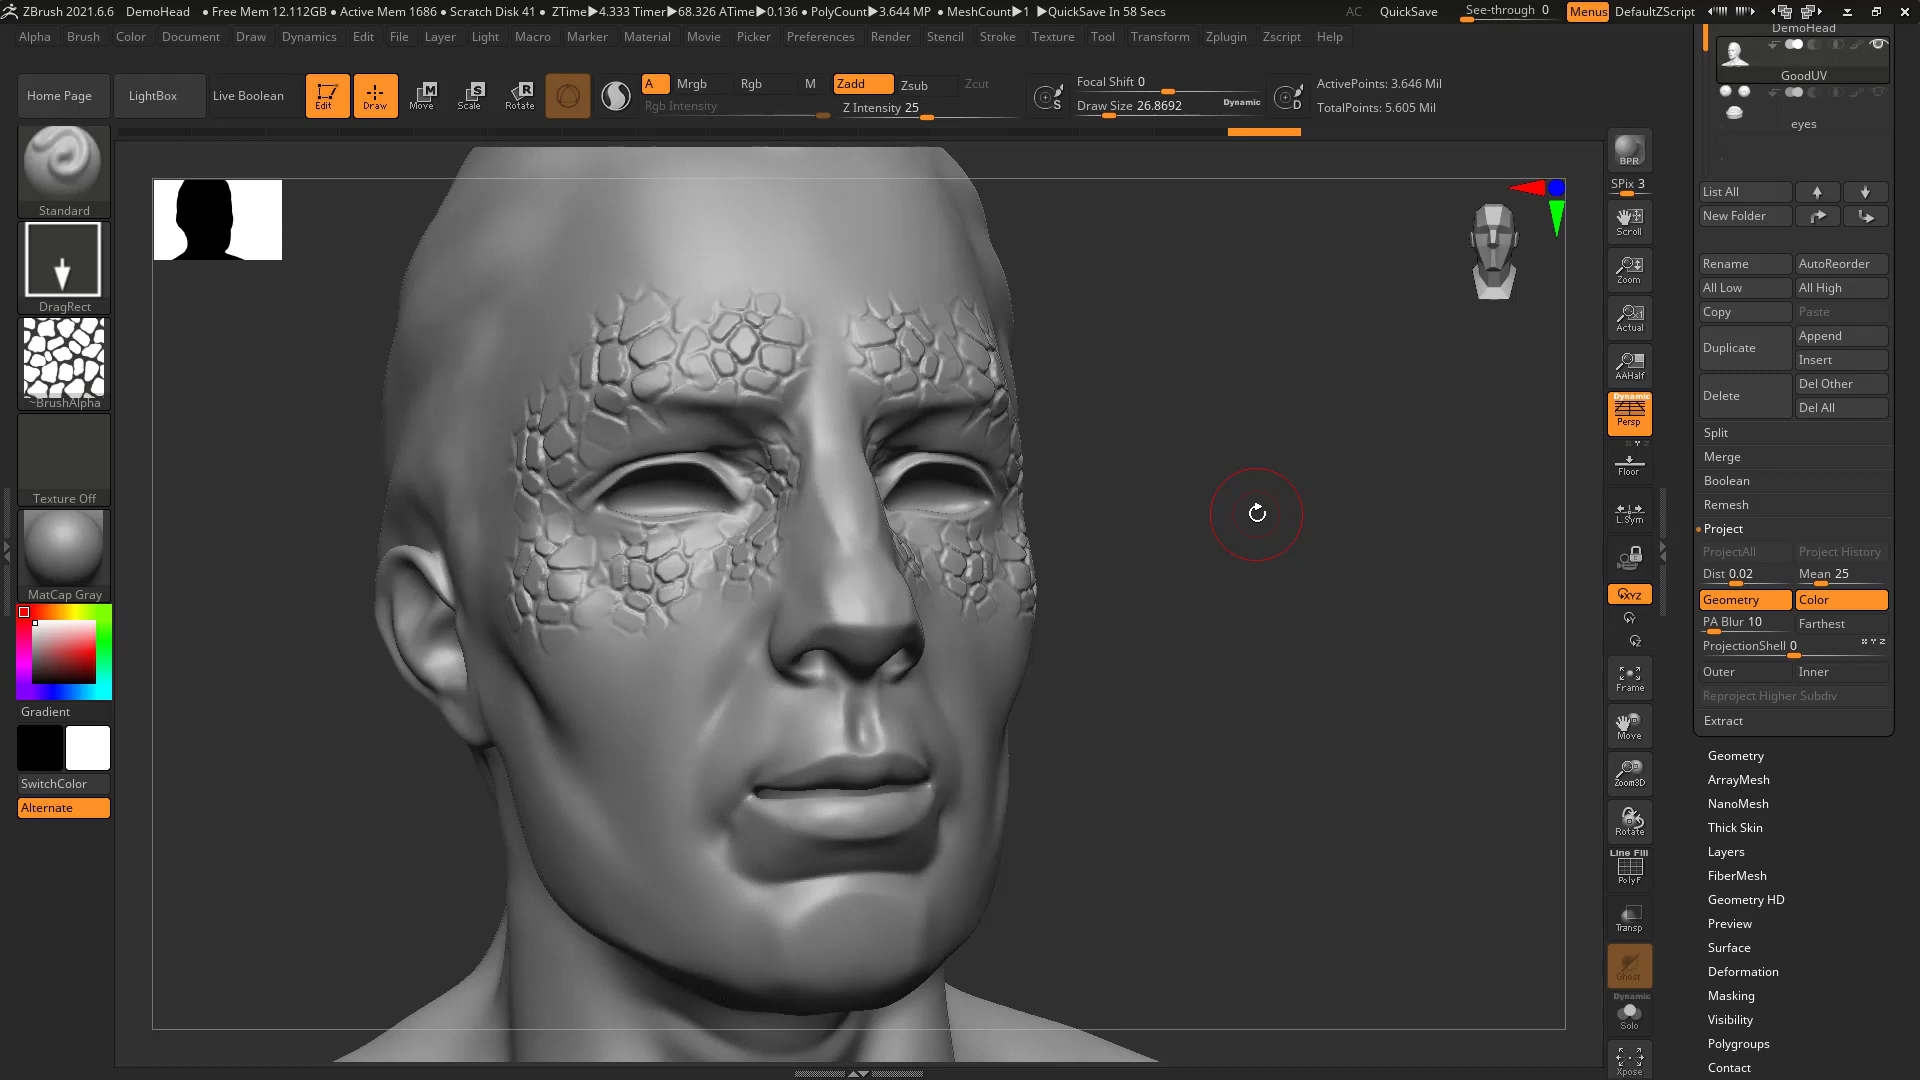 ZBrush 2021.6.6 DemoHead ● Free Mem 12.112GB ● Active Mem 1686 ● Scratch Disk 41 ● ZTime▶4.333 Timer▶68.326 ATime▶0.136 ● PolyCount▶3.644 MP ● MeshCount▶1 ▶QuickSave In 58 Secs AC QuickSave See-through 0 Menus DefaultZScript
Alpha Brush Color Document Draw Dynamics Edit File Layer Light Macro Marker Material Movie Picker Preferences Render Stencil Stroke Texture Tool Transform Zplugin Zscript Help
Home Page LightBox Live Boolean Edit Draw Move Scale Rotate
M S R
A Mrgb Rgb M Zadd Zsub Zcut
Rgb Intensity Z Intensity 25
Focal Shift 0
S Draw Size 26.8692 Dynamic D
ActivePoints: 3.646 Mil
TotalPoints: 5.605 Mil
Standard
DragRect
~BrushAlpha
Texture Off
MatCap Gray
Gradient
SwitchColor
Alternate
BPR
SPix 3
Scroll
Zoom
Actual
AAHalf
Dynamic
Persp
Floor
L.Sym
XYZ
Y
Z
Frame
Move
Zoom3D
Rotate
Line Fill
PolyF
Transp
Ghost
Dynamic
Solo
Xpose
DemoHead
GoodUV
eyes
List All
New Folder
Rename AutoReorder
All Low All High
Copy Paste
Duplicate Append
Insert
Delete Del Other
Del All
Split
Merge
Boolean
Remesh
Project
ProjectAll Project History
Dist 0.02 Mean 25
Geometry Color
PA Blur 10 Farthest
ProjectionShell 0 X Y Z
Outer Inner
Reproject Higher Subdiv
Extract
Geometry
ArrayMesh
NanoMesh
Thick Skin
Layers
FiberMesh
Geometry HD
Preview
Surface
Deformation
Masking
Visibility
Polygroups
Contact